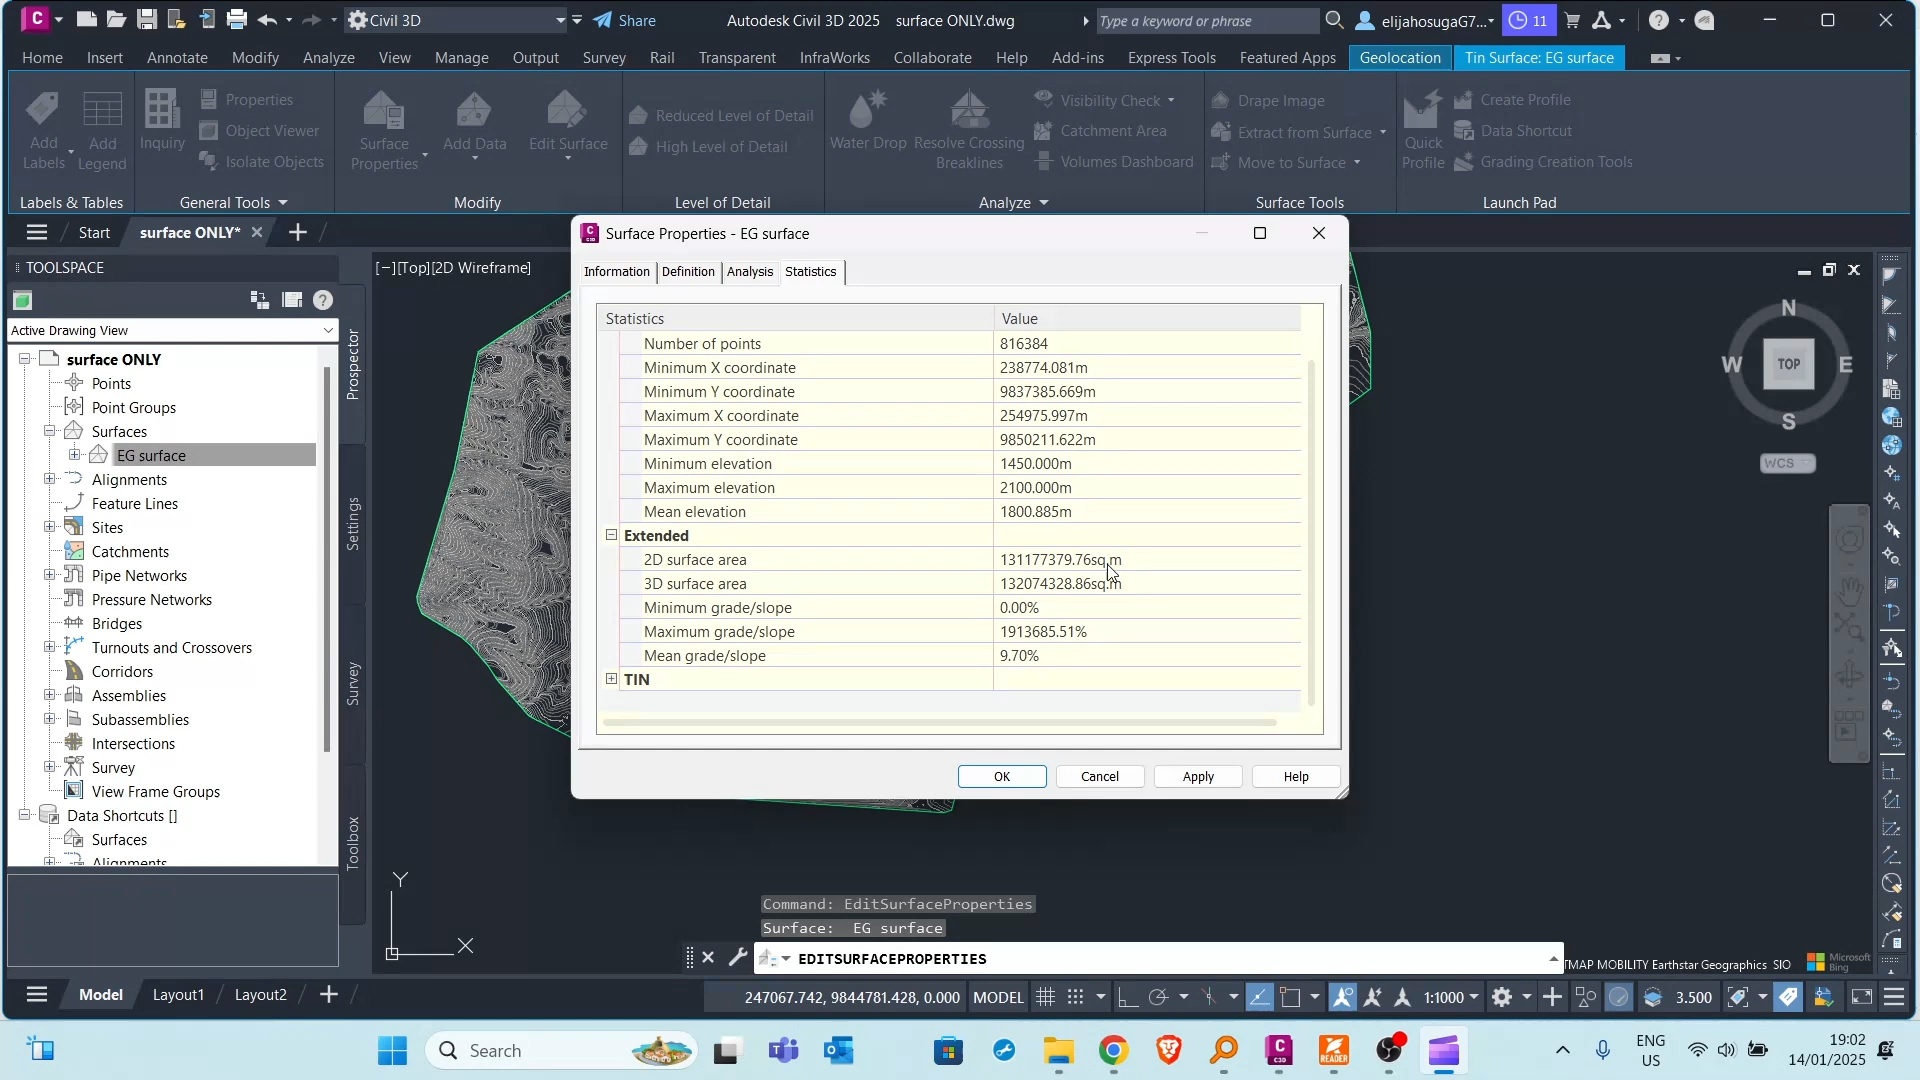 Civil 3D
Share
Autodesk Civil 3D 2025 surface ONLY.dwg
Type a keyword or phrase
elijahosugaG7...
11
Home Insert Annotate Modify Analyze View Manage Output Survey Rail Transparent InfraWorks Collaborate Help Add-ins Express Tools Featured Apps Geolocation Tin Surface: EG surface
Add Labels
Add Legend
Inquiry
Properties
Object Viewer
Isolate Objects
Surface Properties
Add Data
Edit Surface
Reduced Level of Detail
High Level of Detail
Water Drop
Resolve Crossing Breaklines
Visibility Check
Catchment Area
Volumes Dashboard
Drape Image
Extract from Surface
Move to Surface
Quick Profile
Create Profile
Data Shortcut
Grading Creation Tools
Labels & Tables
General Tools
Modify
Level of Detail
Analyze
Surface Tools
Launch Pad
Start
surface ONLY*
TOOLSPACE
Active Drawing View
surface ONLY
Points
Point Groups
Surfaces
EG surface
Alignments
Feature Lines
Sites
Catchments
Pipe Networks
Pressure Networks
Bridges
Turnouts and Crossovers
Corridors
Assemblies
Subassemblies
Intersections
Survey
View Frame Groups
Data Shortcuts []
Surfaces
Alignments
Prospector
Settings
Survey
Toolbox
[−][Top][2D Wireframe]
Surface Properties - EG surface
Information Definition Analysis Statistics
Statistics Value
Number of points 816384
Minimum X coordinate 238774.081m
Minimum Y coordinate 9837385.669m
Maximum X coordinate 254975.997m
Maximum Y coordinate 9850211.622m
Minimum elevation 1450.000m
Maximum elevation 2100.000m
Mean elevation 1800.885m
Extended
2D surface area 131177379.76sq.m
3D surface area 132074328.86sq.m
Minimum grade/slope 0.00%
Maximum grade/slope 1913685.51%
Mean grade/slope 9.70%
TIN
OK Cancel Apply Help
N
W TOP E
S
WCS
Y
X
Command: EditSurfaceProperties
Surface: EG surface
EDITSURFACEPROPERTIES
TMAP MOBILITY Earthstar Geographics SIO
Microsoft
Bing
Model Layout1 Layout2
247067.742, 9844781.428, 0.000 MODEL
1:1000
3.500
Search
C3D
READER
ENG
US
19:02
14/01/2025